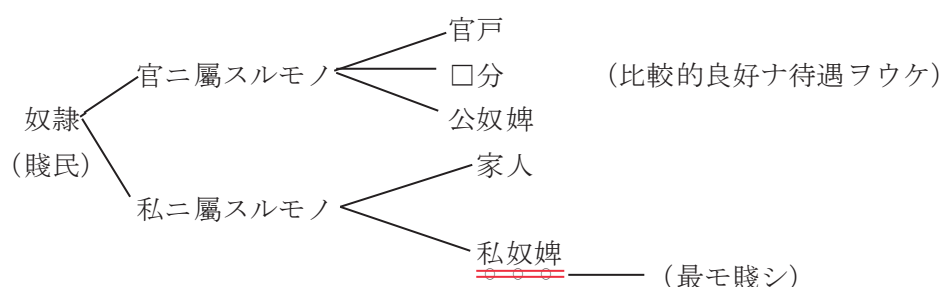 官戸
官ニ屬スルモノ
□分
（比較的良好ナ待遇ヲウケ）
奴隷
公奴婢
（賤民）
家人
私ニ屬スルモノ
私奴婢
（最モ賤シ）